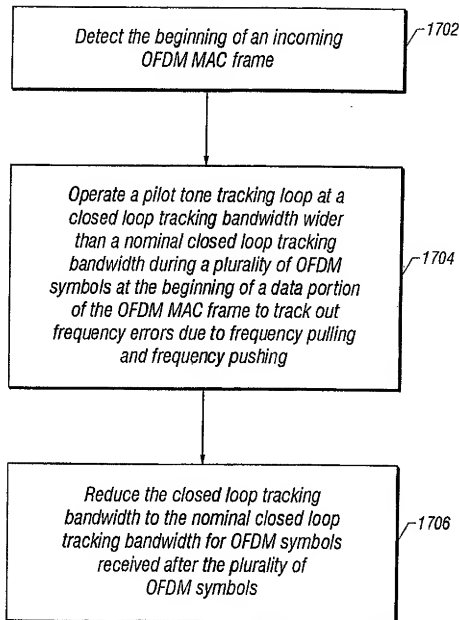 Detect the beginning of an incoming
OFDM MAC frame
1702
Operate a pilot tone tracking loop at a
closed loop tracking bandwidth wider
than a nominal closed loop tracking
bandwidth during a plurality of OFDM
symbols at the beginning of a data portion
of the OFDM MAC frame to track out
frequency errors due to frequency pulling
and frequency pushing
1704
Reduce the closed loop tracking
bandwidth to the nominal closed loop
tracking bandwidth for OFDM symbols
received after the plurality of
OFDM symbols
1706